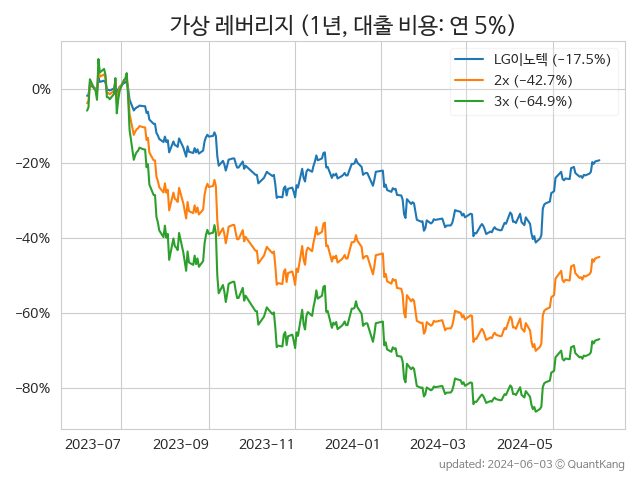 가상 레버리지 (1년, 대출 비용: 연 5%)
LG이노텍 (−17.5%)
2x (−42.7%)
3x (−64.9%)
0%
−20%
−40%
−60%
−80%
2023-07 2023-09 2023-11 2024-01 2024-03 2024-05
updated: 2024-06-03 © QuantKang